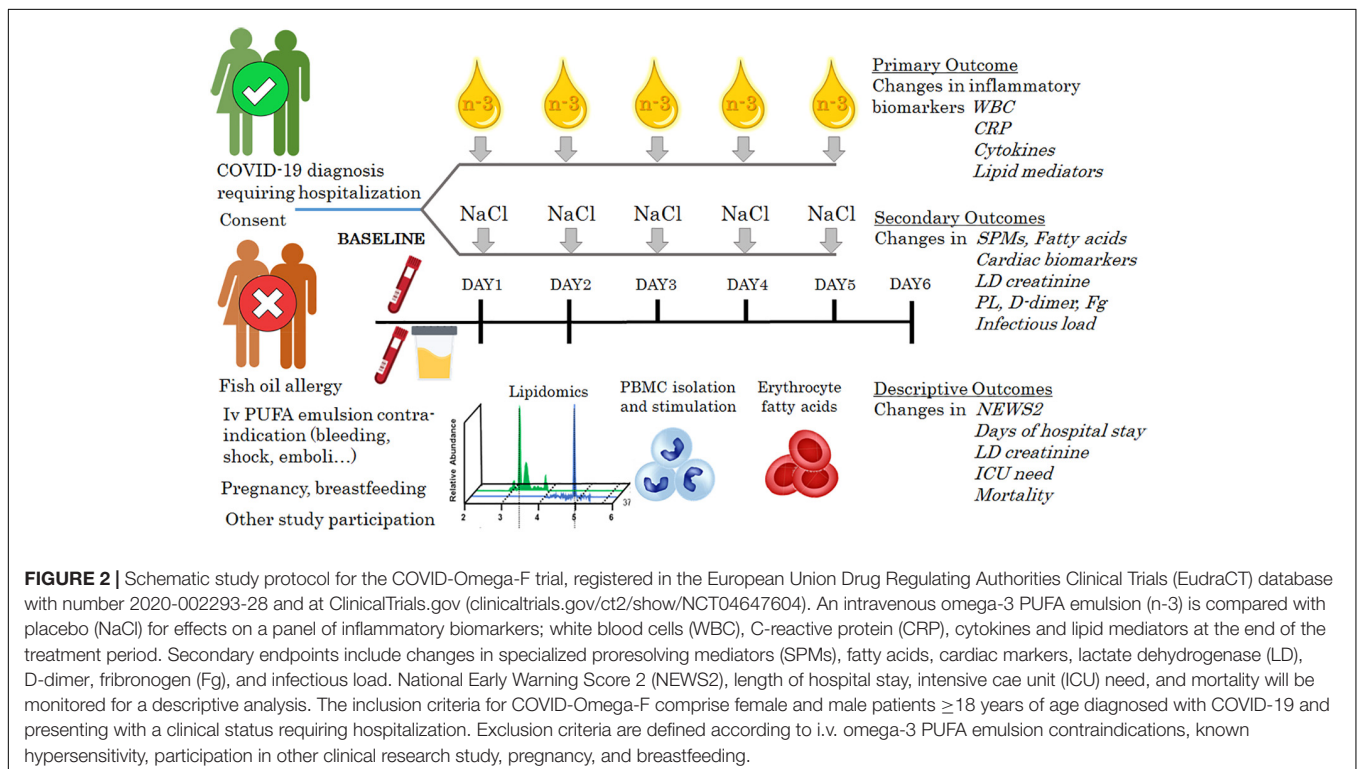 n-3 n-3 n-3 n-3 n-3
Primary Outcome
Changes in inflammatory
biomarkers WBC
CRP
Cytokines
Lipid mediators
COVID-19 diagnosis
requiring hospitalization
Consent
NaCl NaCl NaCl NaCl NaCl
BASELINE
Secondary Outcomes
Changes in SPMs, Fatty acids
Cardiac biomarkers
LD creatinine
PL, D-dimer, Fg
Infectious load
DAY1 DAY2 DAY3 DAY4 DAY5 DAY6
Fish oil allergy
Iv PUFA emulsion contra-
indication (bleeding,
shock, emboli...)
Pregnancy, breastfeeding
Other study participation
Lipidomics
Relative Abundance
2 3 4 5 6
37
PBMC isolation
and stimulation
Erythrocyte
fatty acids
Descriptive Outcomes
Changes in NEWS2
Days of hospital stay
LD creatinine
ICU need
Mortality
FIGURE 2 | Schematic study protocol for the COVID-Omega-F trial, registered in the European Union Drug Regulating Authorities Clinical Trials (EudraCT) database
with number 2020-002293-28 and at ClinicalTrials.gov (clinicaltrials.gov/ct2/show/NCT04647604). An intravenous omega-3 PUFA emulsion (n-3) is compared with
placebo (NaCl) for effects on a panel of inflammatory biomarkers; white blood cells (WBC), C-reactive protein (CRP), cytokines and lipid mediators at the end of the
treatment period. Secondary endpoints include changes in specialized proresolving mediators (SPMs), fatty acids, cardiac markers, lactate dehydrogenase (LD),
D-dimer, fribronogen (Fg), and infectious load. National Early Warning Score 2 (NEWS2), length of hospital stay, intensive cae unit (ICU) need, and mortality will be
monitored for a descriptive analysis. The inclusion criteria for COVID-Omega-F comprise female and male patients ≥18 years of age diagnosed with COVID-19 and
presenting with a clinical status requiring hospitalization. Exclusion criteria are defined according to i.v. omega-3 PUFA emulsion contraindications, known
hypersensitivity, participation in other clinical research study, pregnancy, and breastfeeding.